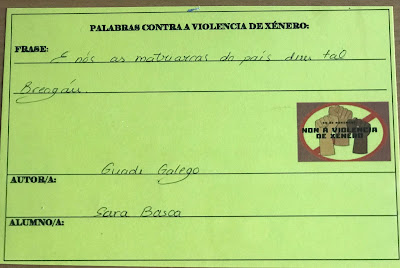 PALABRAS CONTRA A VIOLENCIA DE XÉNERO:
FRASE: E nós as matriarcas do país dun tal
Breogán.
NON Á VIOLENCIA
DE XÉNERO
Guadi Galego
AUTOR/A:
Sara Basoa
ALUMNO/A: